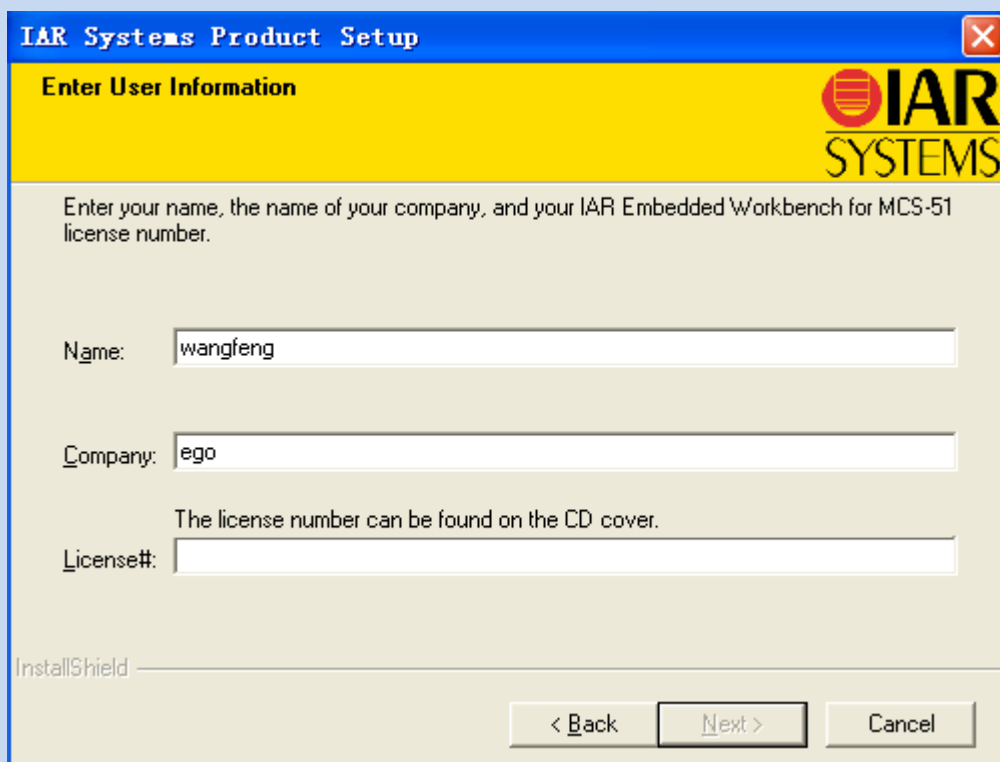 IAR Systems Product Setup
Enter User Information
IAR
SYSTEMS
Enter your name, the name of your company, and your IAR Embedded Workbench for MCS-51
license number.
Name: wangfeng
Company: ego
The license number can be found on the CD cover.
License#:
InstallShield
< Back Next > Cancel